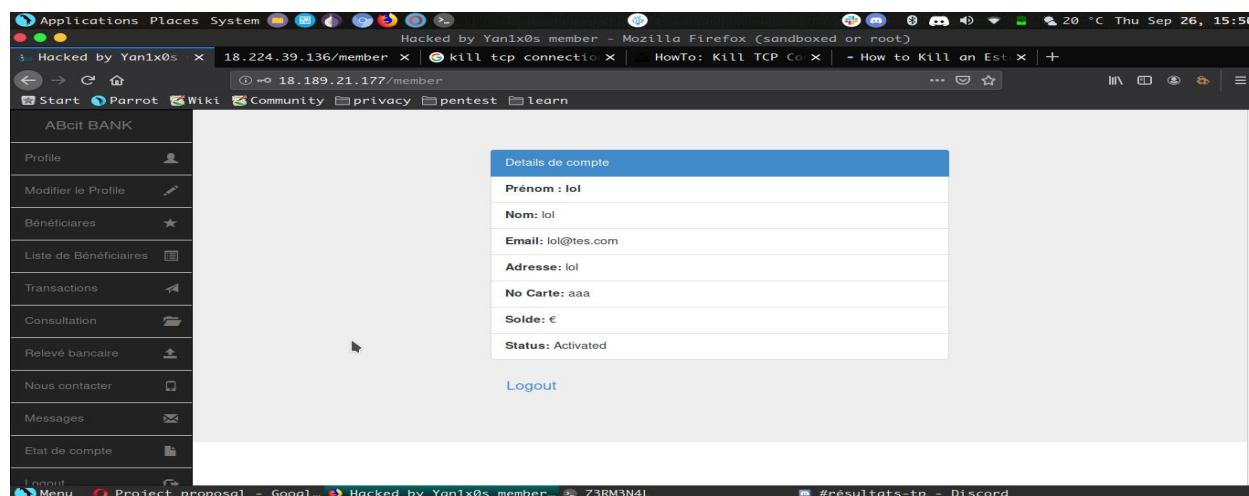 Applications Places System 20 °C Thu Sep 26, 15:50
Hacked by Yan1x0s member - Mozilla Firefox (sandboxed or root)
Hacked by Yan1x0s × 18.224.39.136/member × kill tcp connectio × HowTo: Kill TCP Co × How to Kill an Est ×
18.189.21.177/member
Start Parrot Wiki Community privacy pentest learn
ABcit BANK
Profile
Modifier le Profile
Bénéficiares
Liste de Bénéficiaires
Transactions
Consultation
Relevé bancaire
Nous contacter
Messages
Etat de compte
Logout
Details de compte
Prénom : lol
Nom: lol
Email: lol@tes.com
Adresse: lol
No Carte: aaa
Solde: €
Status: Activated
Logout
Menu Project proposal - Googl… Hacked by Yan1x0s member… Z3RM3N4L #résultats-tp - Discord